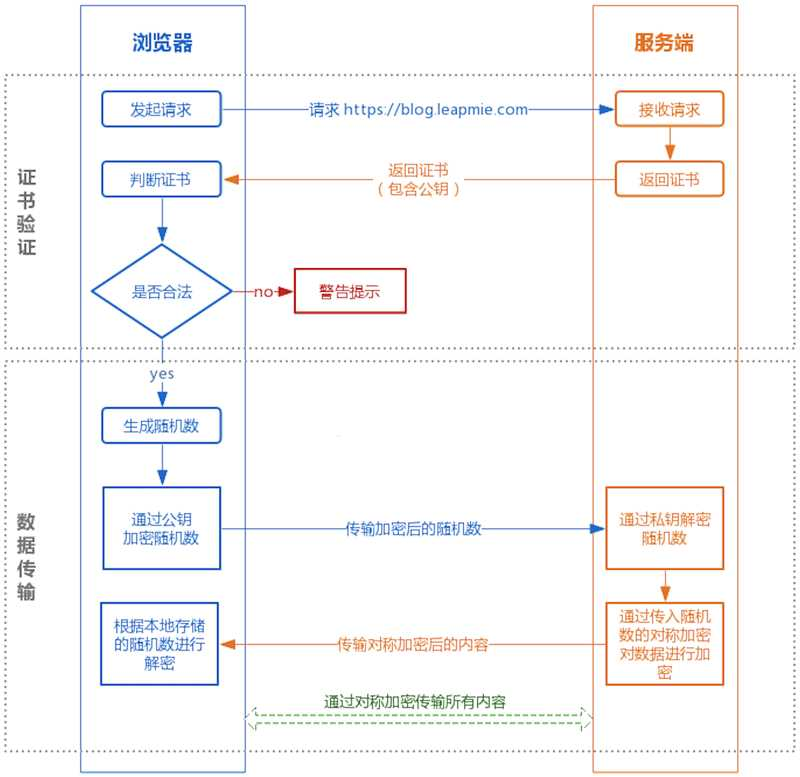 浏览器
服务端
证
书
验
证
发起请求
请求 https://blog.leapmie.com
接收请求
判断证书
返回证书
（包含公钥）
返回证书
是否合法
no
警告提示
yes
数
据
传
输
生成随机数
通过公钥
加密随机数
传输加密后的随机数
通过私钥解密
随机数
根据本地存储
的随机数进行
解密
传输对称加密后的内容
通过传入随机
数的对称加密
对数据进行加
密
通过对称加密传输所有内容